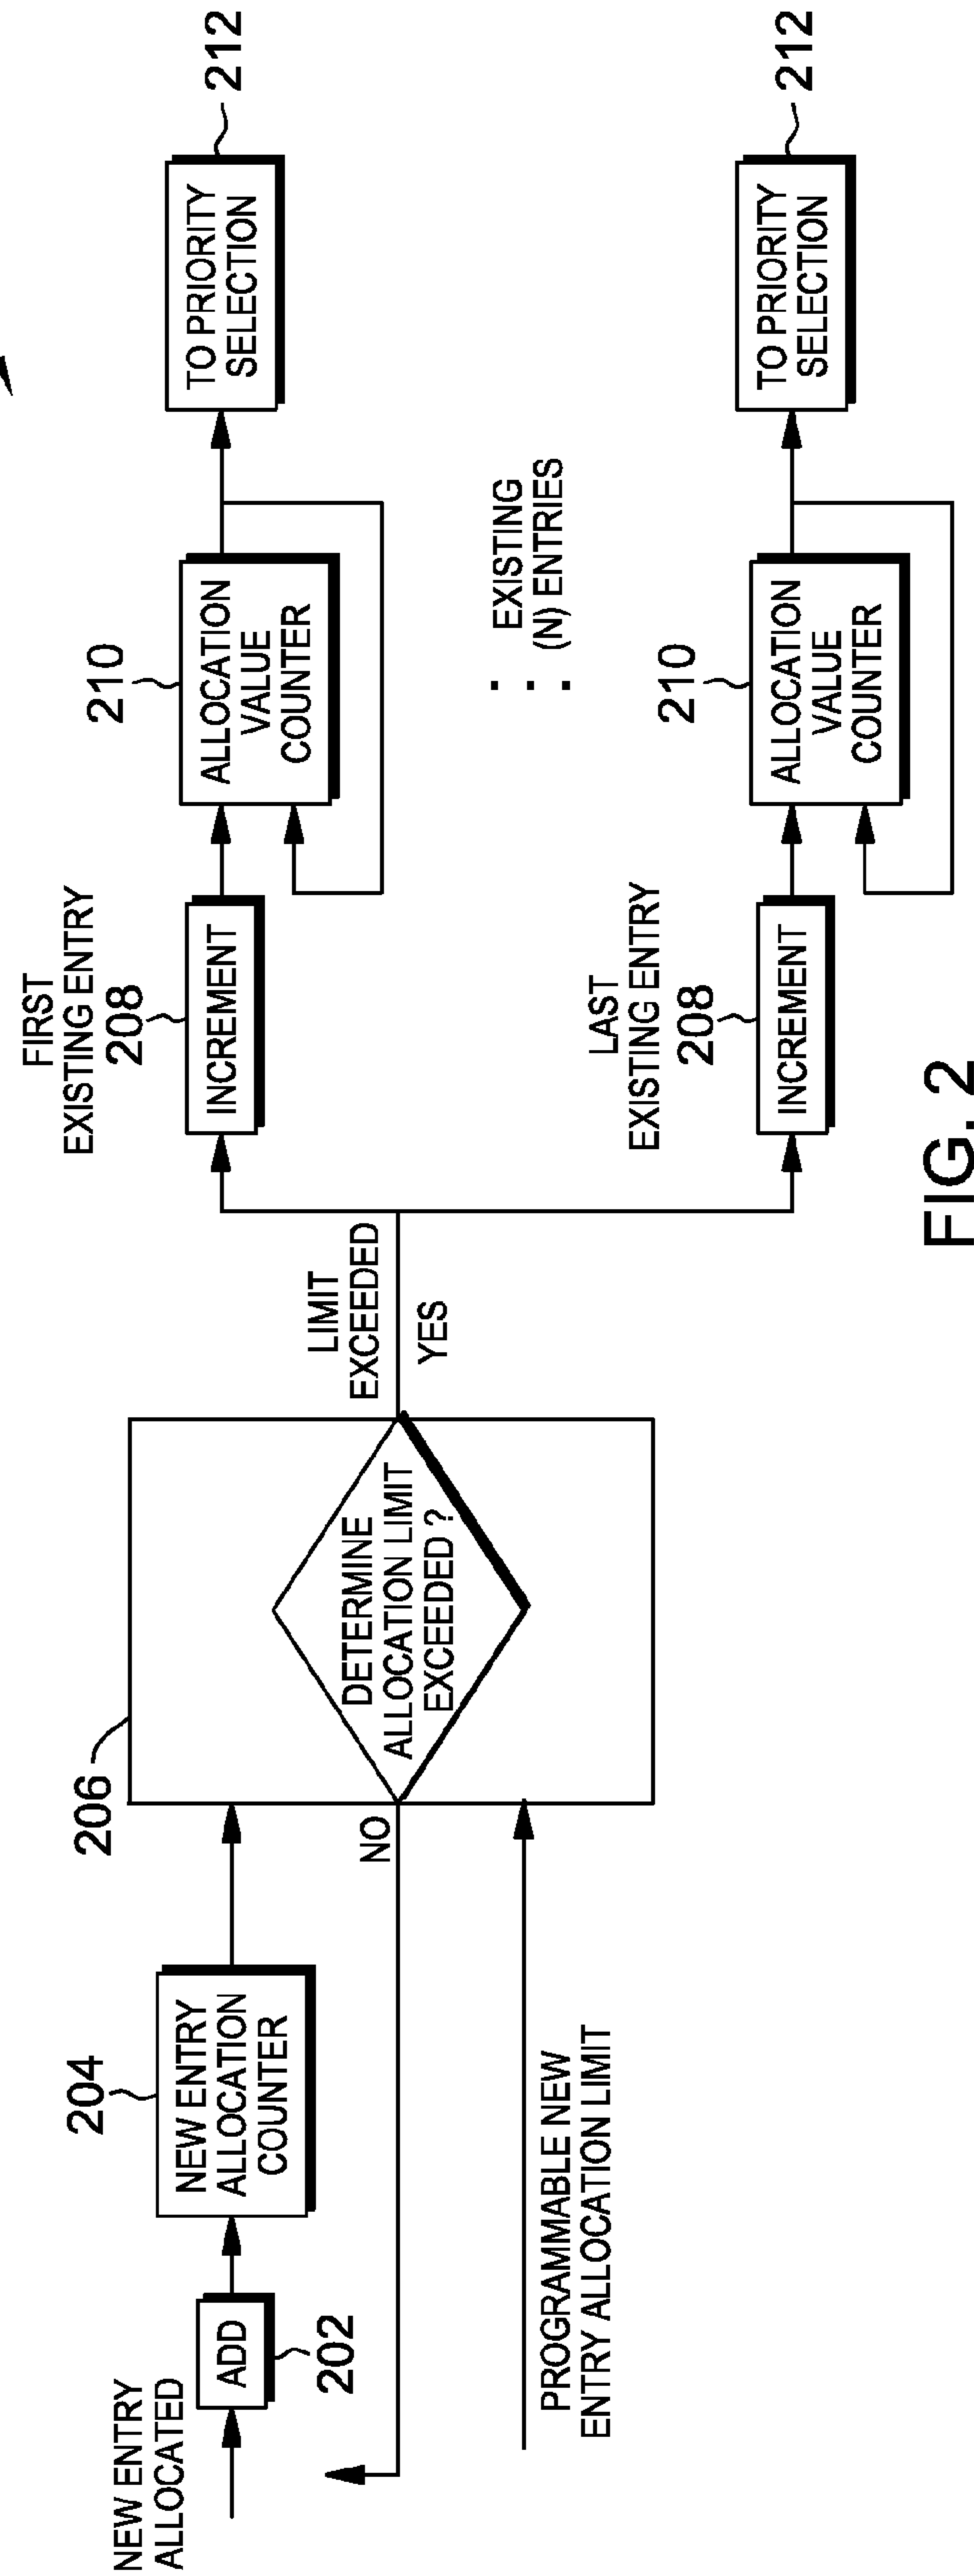 NEW ENTRY
ALLOCATED
ADD
202
204
NEW ENTRY
ALLOCATION
COUNTER
PROGRAMMABLE NEW
ENTRY ALLOCATION LIMIT
206
NO
DETERMINE
ALLOCATION LIMIT
EXCEEDED ?
LIMIT
EXCEEDED
YES
FIRST
EXISTING ENTRY
208
INCREMENT
210
ALLOCATION
VALUE
COUNTER
TO PRIORITY
SELECTION
212
EXISTING
(N) ENTRIES
LAST
EXISTING ENTRY
208
INCREMENT
210
ALLOCATION
VALUE
COUNTER
TO PRIORITY
SELECTION
212
FIG. 2